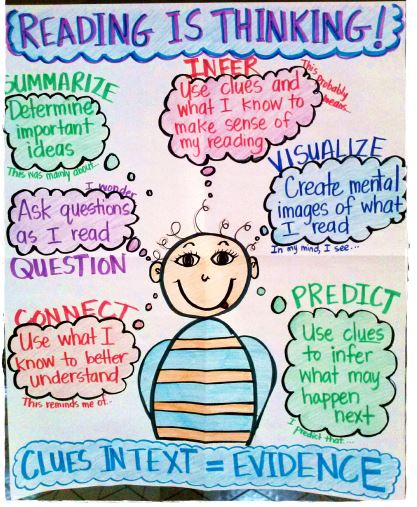 READING IS THINKING!
SUMMARIZE
Determine
important
ideas
This was mainly about...
INFER
Use clues and
what I know to
make sense of
my reading
This probably
means...
VISUALIZE
Create mental
images of what
I read
In my mind, I see...
I wonder
Ask questions
as I read
QUESTION
CONNECT
Use what I
know to better
understand
This reminds me of..
PREDICT
Use clues
to infer
what may
happen
next
I predict that....
CLUES IN TEXT = EVIDENCE